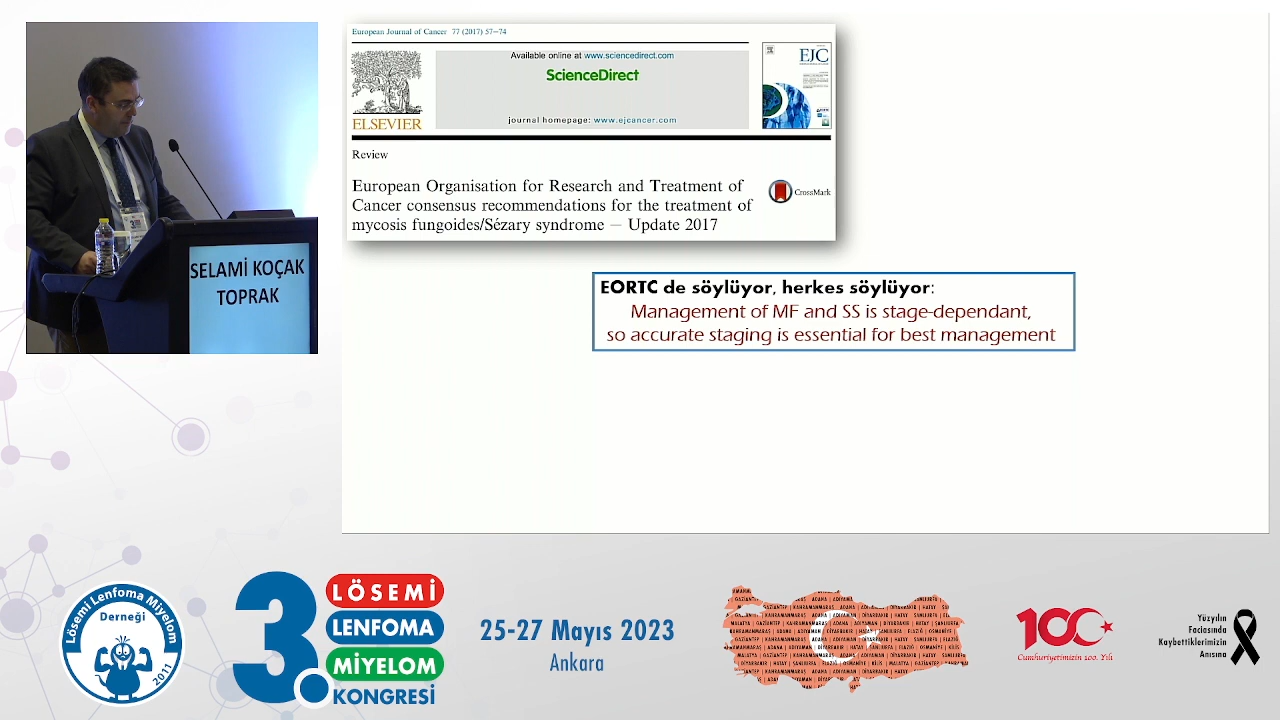 European Journal of Cancer 77 (2017) 57–74
Available online at www.sciencedirect.com
ScienceDirect
journal homepage: www.ejcancer.com
ELSEVIER
EJC
Review
European Organisation for Research and Treatment of
Cancer consensus recommendations for the treatment of
mycosis fungoides/Sézary syndrome – Update 2017
CrossMark
EORTC de söylüyor, herkes söylüyor:
Management of MF and SS is stage-dependant,
so accurate staging is essential for best management
SELAMİ KOÇAK
TOPRAK
Lösemi Lenfoma Miyelom
Derneği
2021
3.
LÖSEMİ
LENFOMA
MİYELOM
KONGRESİ
25-27 Mayıs 2023
Ankara
100
Cumhuriyetimizin 100. Yılı
Yüzyılın
Faciasında
Kaybettiklerimizin
Anısına